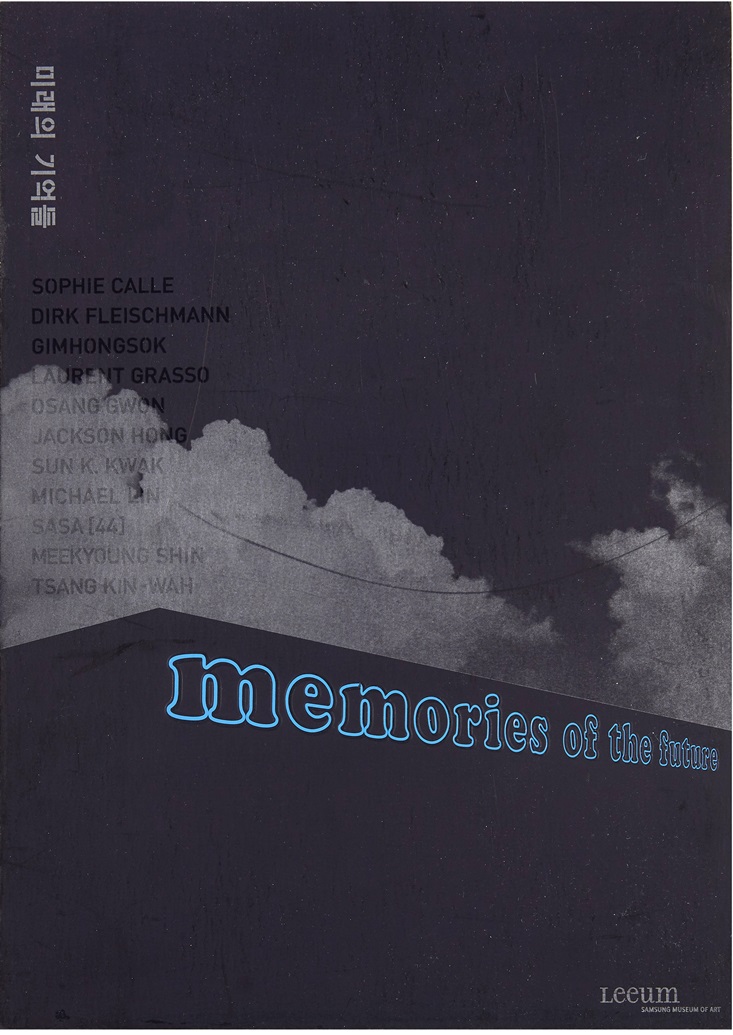 미래의 기억들
SOPHIE CALLE
DIRK FLEISCHMANN
GIMHONGSOK
LAURENT GRASSO
OSANG GWON
JACKSON HONG
SUN K. KWAK
MICHAEL LIN
SASA [44]
MEEKYOUNG SHIN
TSANG KIN-WAH
memories of the future
Leeum
SAMSUNG MUSEUM OF ART